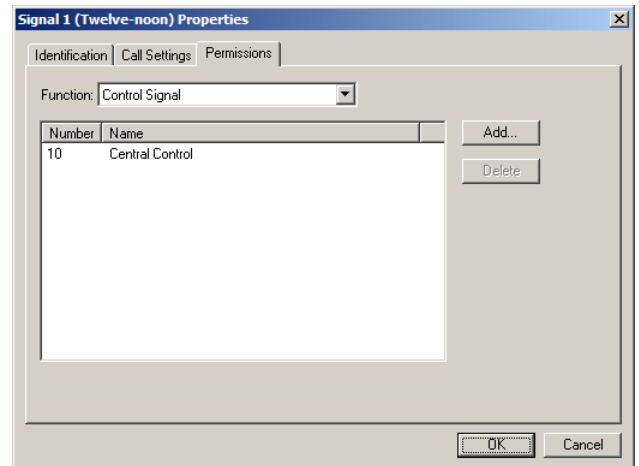 Signal 1 (Twelve-noon) Properties
Identification Call Settings Permissions
Function: Control Signal
Number Name
10 Central Control
Add...
Delete
OK Cancel